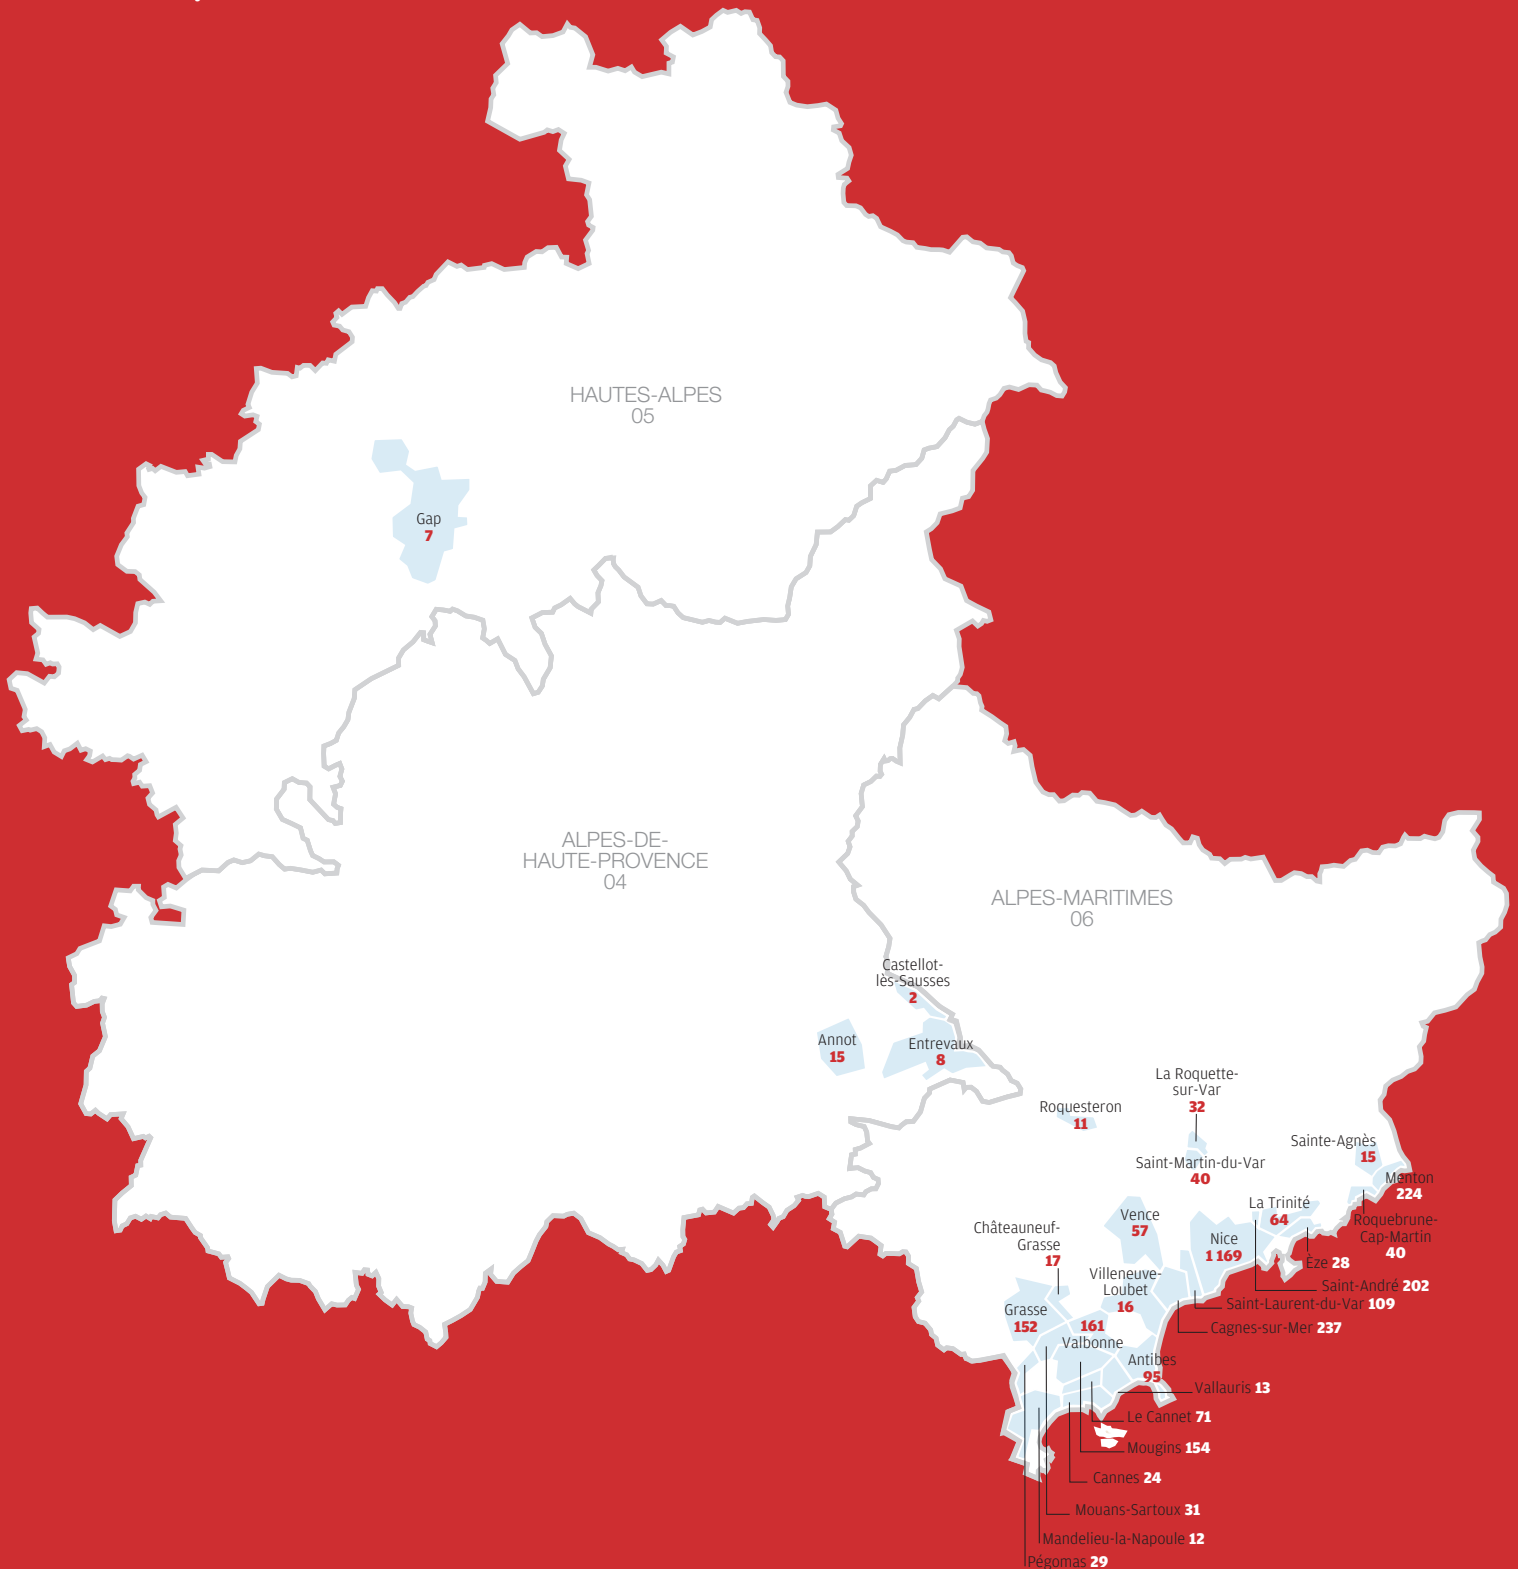 HAUTES-ALPES
05
Gap
7
ALPES-DE-
HAUTE-PROVENCE
04
ALPES-MARITIMES
06
Castellot-
lès-Sausses
2
Annot
15
Entrevaux
8
Roquesteron
11
La Roquette-
sur-Var
32
Saint-Martin-du-Var
40
Sainte-Agnès
15
Menton
224
Roquebrune-
Cap-Martin
40
La Trinité
64
Vence
57
Nice
1 169
Èze 28
Châteauneuf-
Grasse
17
Villeneuve-
Loubet
16
Saint-André 202
Saint-Laurent-du-Var 109
Cagnes-sur-Mer 237
Grasse
152
161
Valbonne
Antibes
95
Vallauris 13
Le Cannet 71
Mougins 154
Cannes 24
Mouans-Sartoux 31
Mandelieu-la-Napoule 12
Pégomas 29